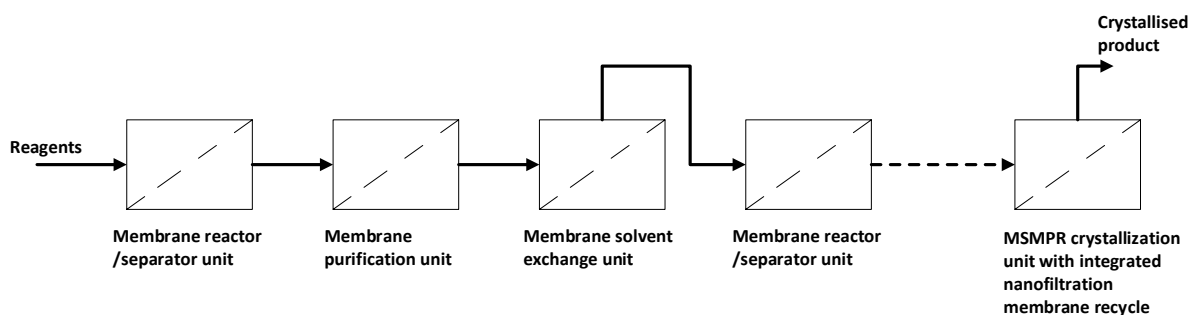 Crystallised
product
Reagents
Membrane reactor
/separator unit
Membrane
purification unit
Membrane solvent
exchange unit
Membrane reactor
/separator unit
MSMPR crystallization
unit with integrated
nanofiltration
membrane recycle